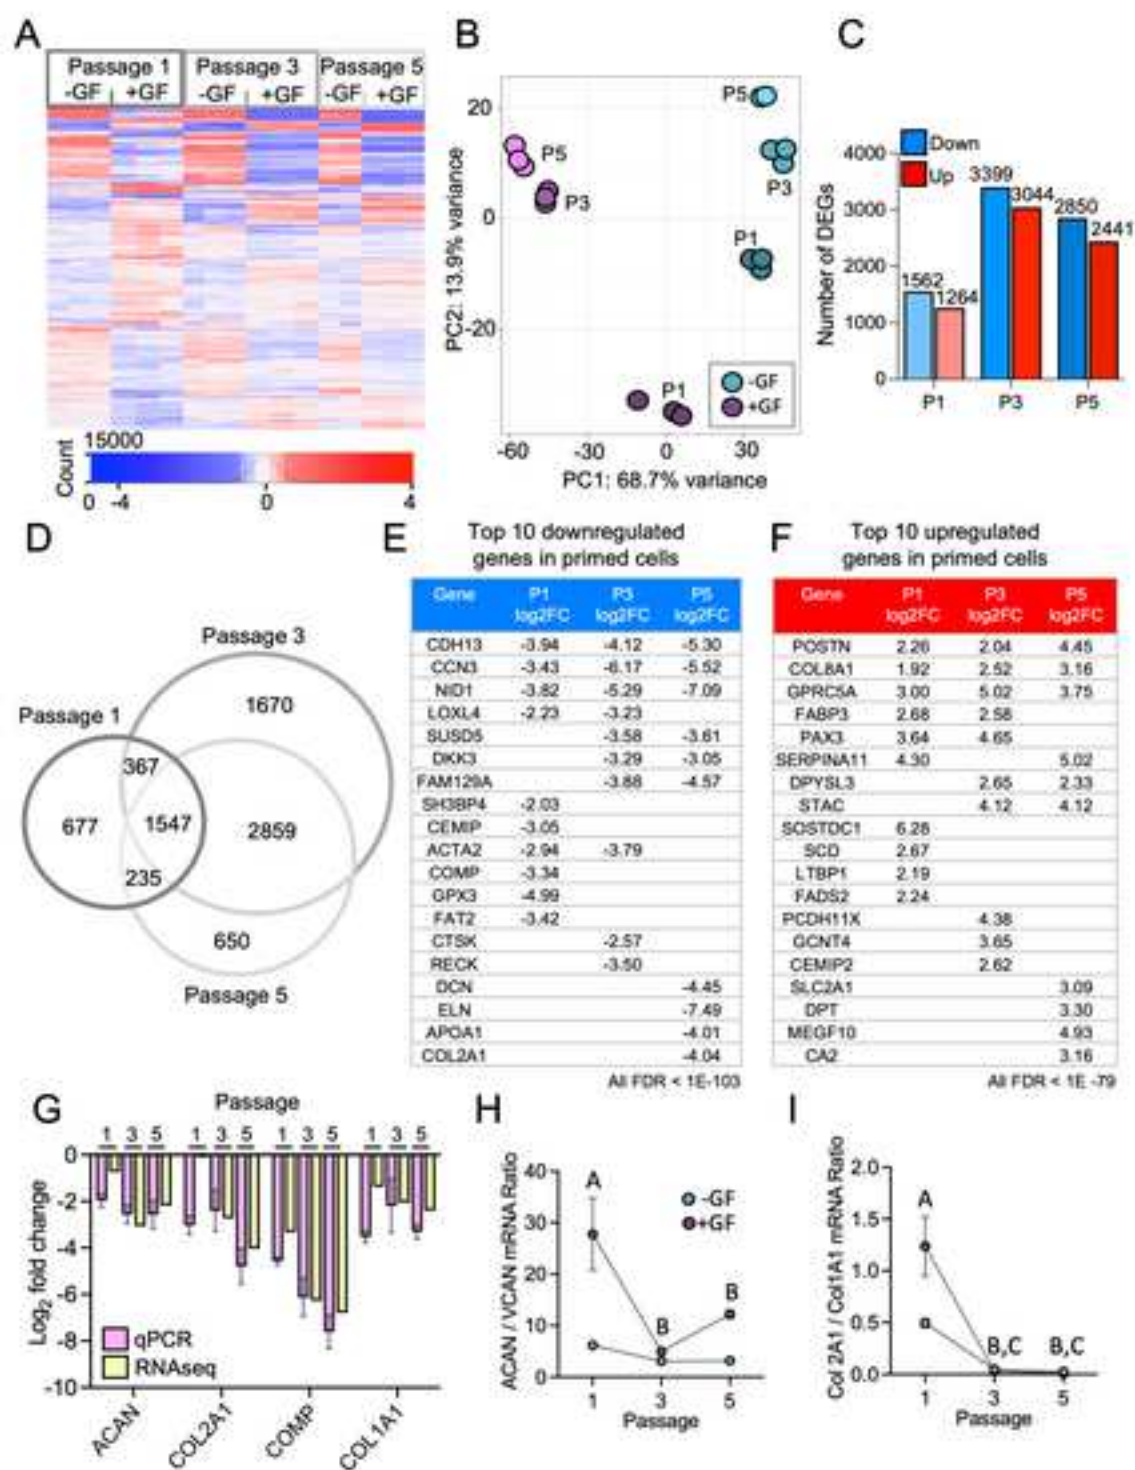 A
Passage 1 Passage 3 Passage 5
-GF +GF -GF +GF -GF +GF
15000
Count
0 -4 0 4
B
PC2: 13.9% variance
20
0
-20
P5
P3
P1
P5
P3
P1
-GF
+GF
-60 -30 0 30
PC1: 68.7% variance
C
Number of DEGs
4000
3000
2000
1000
0
Down
Up
1562
1264
3399
3044
2850
2441
P1 P3 P5
D
Passage 3
1670
Passage 1
367
677
1547
2859
235
650
Passage 5
E
Top 10 downregulated
genes in primed cells
Gene P1 P3 P5
log2FC log2FC log2FC
CDH13 -3.94 -4.12 -5.30
CCN3 -3.43 -6.17 -5.52
NID1 -3.82 -5.29 -7.09
LOXL4 -2.23 -3.23
SUSD5 -3.58 -3.61
DKK3 -3.29 -3.05
FAM129A -3.88 -4.57
SH3BP4 -2.03
CEMIP -3.05
ACTA2 -2.94 -3.79
COMP -3.34
GPX3 -4.99
FAT2 -3.42
CTSK -2.57
RECK -3.50
DCN -4.45
ELN -7.49
APOA1 -4.01
COL2A1 -4.04
All FDR < 1E-103
F
Top 10 upregulated
genes in primed cells
Gene P1 P3 P5
log2FC log2FC log2FC
POSTN 2.26 2.04 4.45
COL8A1 1.92 2.52 3.16
GPRC5A 3.00 5.02 3.75
FABP3 2.68 2.58
PAX3 3.64 4.65
SERPINA11 4.30 5.02
DPYSL3 2.65 2.33
STAC 4.12 4.12
SOSTDC1 6.28
SCD 2.67
LTBP1 2.19
FADS2 2.24
PCDH11X 4.38
GCNT4 3.65
CEMIP2 2.62
SLC2A1 3.09
DPT 3.30
MEGF10 4.93
CA2 3.16
All FDR < 1E -79
G
Passage
1 3 5 1 3 5 1 3 5 1 3 5
Log2 fold change
0
-2
-4
-6
-8
-10
qPCR
RNAseq
ACAN COL2A1 COMP COL1A1
H
ACAN / VCAN mRNA Ratio
40
30
20
10
0
A
B
B
-GF
+GF
1 3 5
Passage
I
Col 2A1 / Col1A1 mRNA Ratio
2.0
1.5
1.0
0.5
0.0
A
B,C B,C
1 3 5
Passage